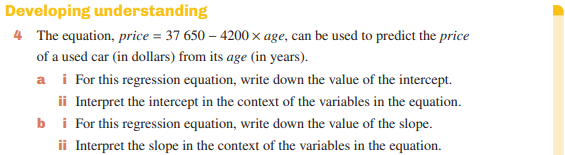 Developing understanding
4 The equation, price = 37 650 – 4200 × age, can be used to predict the price
of a used car (in dollars) from its age (in years).
a i For this regression equation, write down the value of the intercept.
ii Interpret the intercept in the context of the variables in the equation.
b i For this regression equation, write down the value of the slope.
ii Interpret the slope in the context of the variables in the equation.